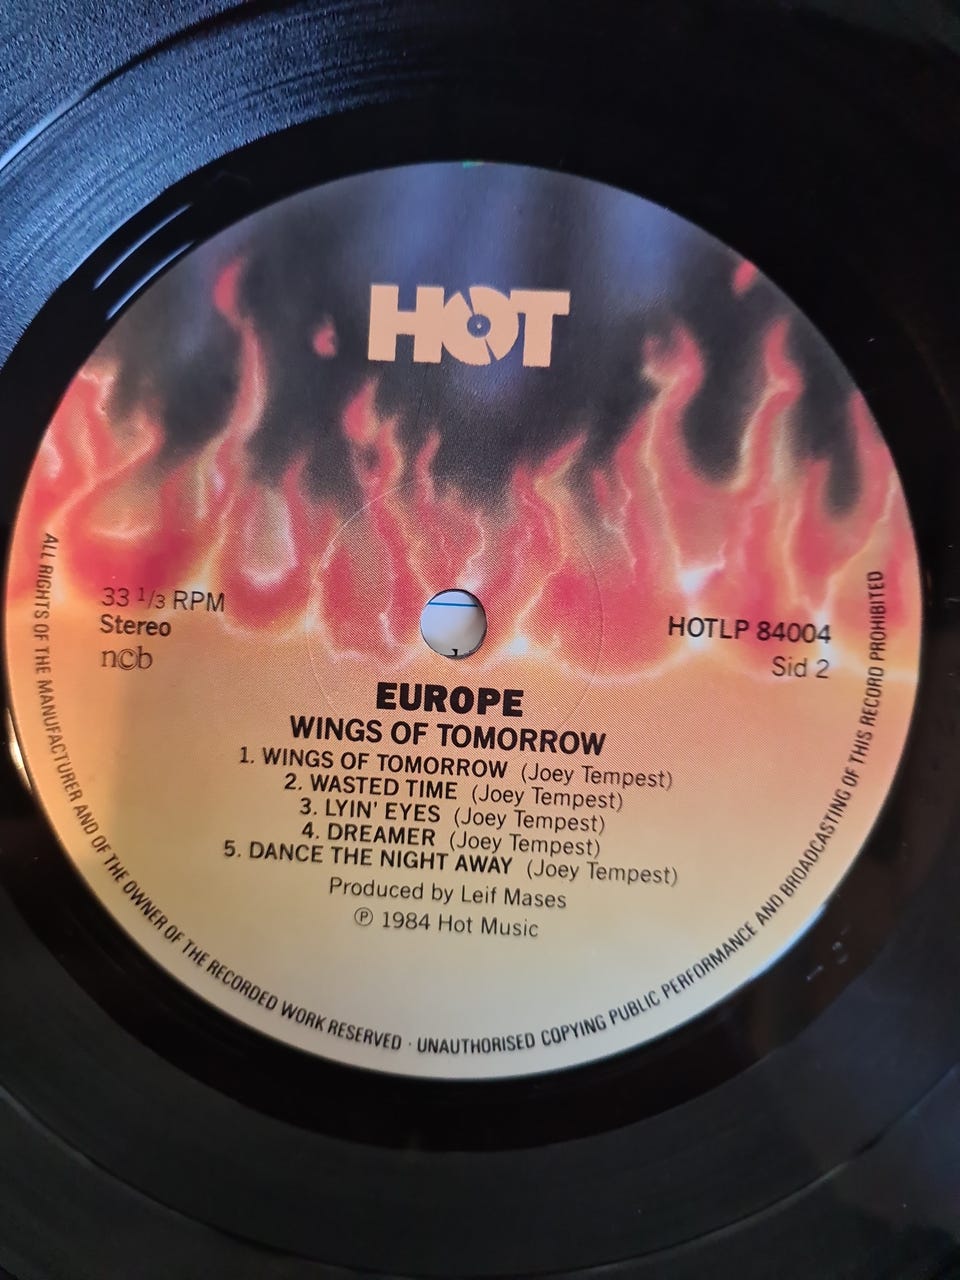 HOT
33 1/3 RPM
Stereo
n©b
HOTLP 84004
Sid 2
EUROPE
WINGS OF TOMORROW
1. WINGS OF TOMORROW (Joey Tempest)
2. WASTED TIME (Joey Tempest)
3. LYIN' EYES (Joey Tempest)
4. DREAMER (Joey Tempest)
5. DANCE THE NIGHT AWAY (Joey Tempest)
Produced by Leif Mases
℗ 1984 Hot Music
ALL RIGHTS OF THE MANUFACTURER AND OF THE OWNER OF THE RECORDED WORK RESERVED · UNAUTHORISED COPYING PUBLIC PERFORMANCE AND BROADCASTING OF THIS RECORD PROHIBITED